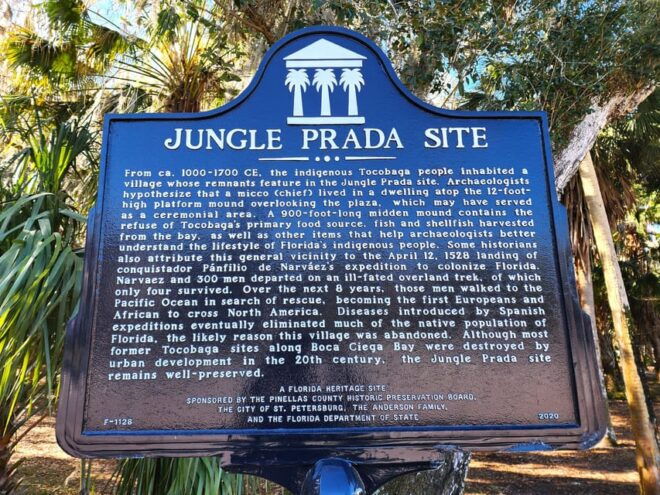 JUNGLE PRADA SITE
From ca. 1000-1700 CE, the indigenous Tocobaga people inhabited a
village whose remnants feature in the Jungle Prada site. Archaeologists
hypothesize that a micco (chief) lived in a dwelling atop the 12-foot-
high platform mound overlooking the plaza, which may have served
as a ceremonial area. A 900-foot-long midden mound contains the
refuse of Tocobaga's primary food source, fish and shellfish harvested
from the bay, as well as other items that help archaeologists better
understand the lifestyle of Florida's indigenous people. Some historians
also attribute this general vicinity to the April 12, 1528 landing of
conquistador Pánfilio de Narváez's expedition to colonize Florida.
Narvaez and 300 men departed on an ill-fated overland trek, of which
only four survived. Over the next 8 years, those men walked to the
Pacific Ocean in search of rescue, becoming the first Europeans and
African to cross North America. Diseases introduced by Spanish
expeditions eventually eliminated much of the native population of
Florida, the likely reason this village was abandoned. Although most
former Tocobaga sites along Boca Ciega Bay were destroyed by
urban development in the 20th century, the Jungle Prada site
remains well-preserved.
A FLORIDA HERITAGE SITE
SPONSORED BY THE PINELLAS COUNTY HISTORIC PRESERVATION BOARD,
THE CITY OF ST. PETERSBURG, THE ANDERSON FAMILY,
F-1128 AND THE FLORIDA DEPARTMENT OF STATE 2020